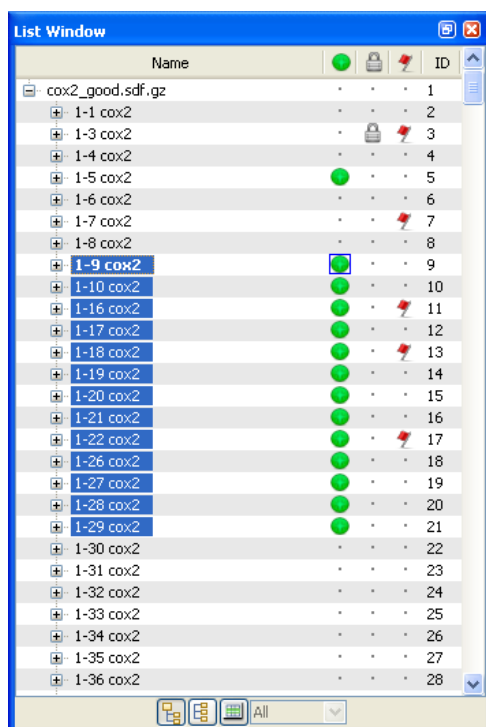 List Window
Name ID
cox2_good.sdf.gz 1
1-1 cox2 2
1-3 cox2 3
1-4 cox2 4
1-5 cox2 5
1-6 cox2 6
1-7 cox2 7
1-8 cox2 8
1-9 cox2 9
1-10 cox2 10
1-16 cox2 11
1-17 cox2 12
1-18 cox2 13
1-19 cox2 14
1-20 cox2 15
1-21 cox2 16
1-22 cox2 17
1-26 cox2 18
1-27 cox2 19
1-28 cox2 20
1-29 cox2 21
1-30 cox2 22
1-31 cox2 23
1-32 cox2 24
1-33 cox2 25
1-34 cox2 26
1-35 cox2 27
1-36 cox2 28
All